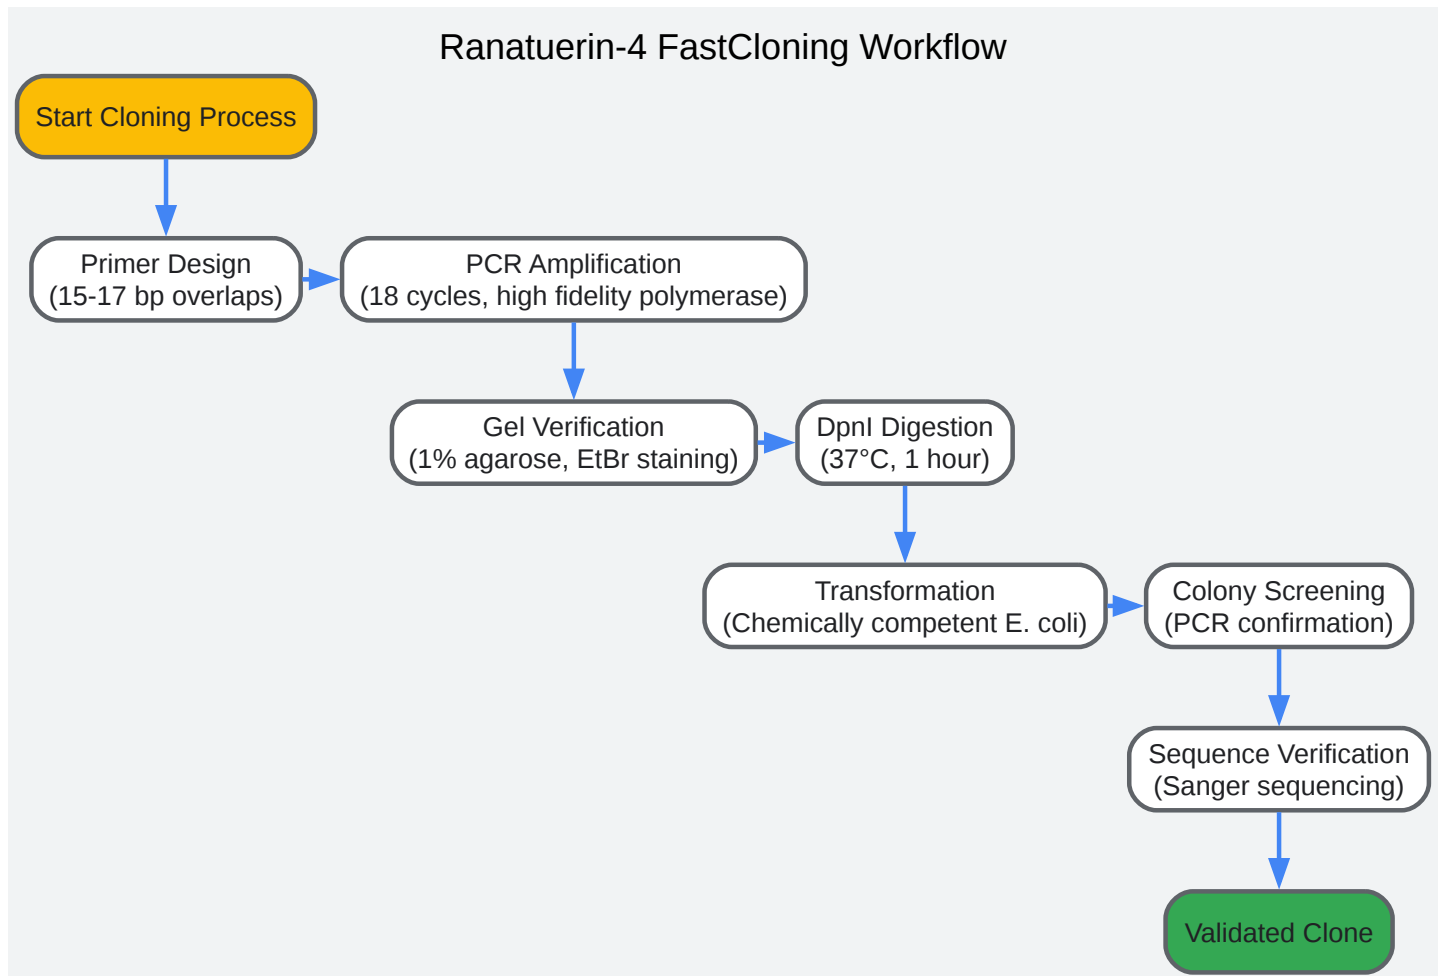 Ranatuerin-4 FastCloning Workflow
Start Cloning Process
Primer Design
(15-17 bp overlaps)
PCR Amplification
(18 cycles, high fidelity polymerase)
Gel Verification
(1% agarose, EtBr staining)
DpnI Digestion
(37°C, 1 hour)
Transformation
(Chemically competent E. coli)
Colony Screening
(PCR confirmation)
Sequence Verification
(Sanger sequencing)
Validated Clone